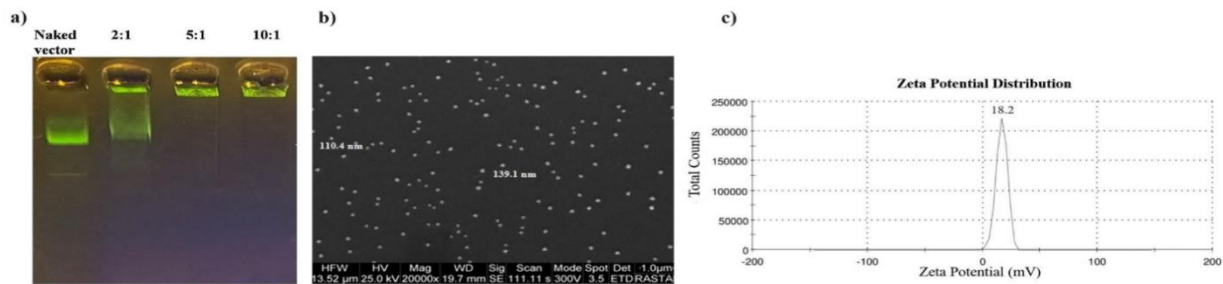 a)
Naked vector
2:1
5:1
10:1
b)
110.4 nm
139.1 nm
HFW HV Mag WD Sig Scan Mode Spot Det -1.0µm-
13.52 µm 25.0 kV 20000x 19.7 mm SE 111.11 s 300V 3.5 ETD RASTA
c)
Zeta Potential Distribution
18.2
Total Counts
250000
200000
150000
100000
50000
0
-200
-100
0
100
200
Zeta Potential (mV)